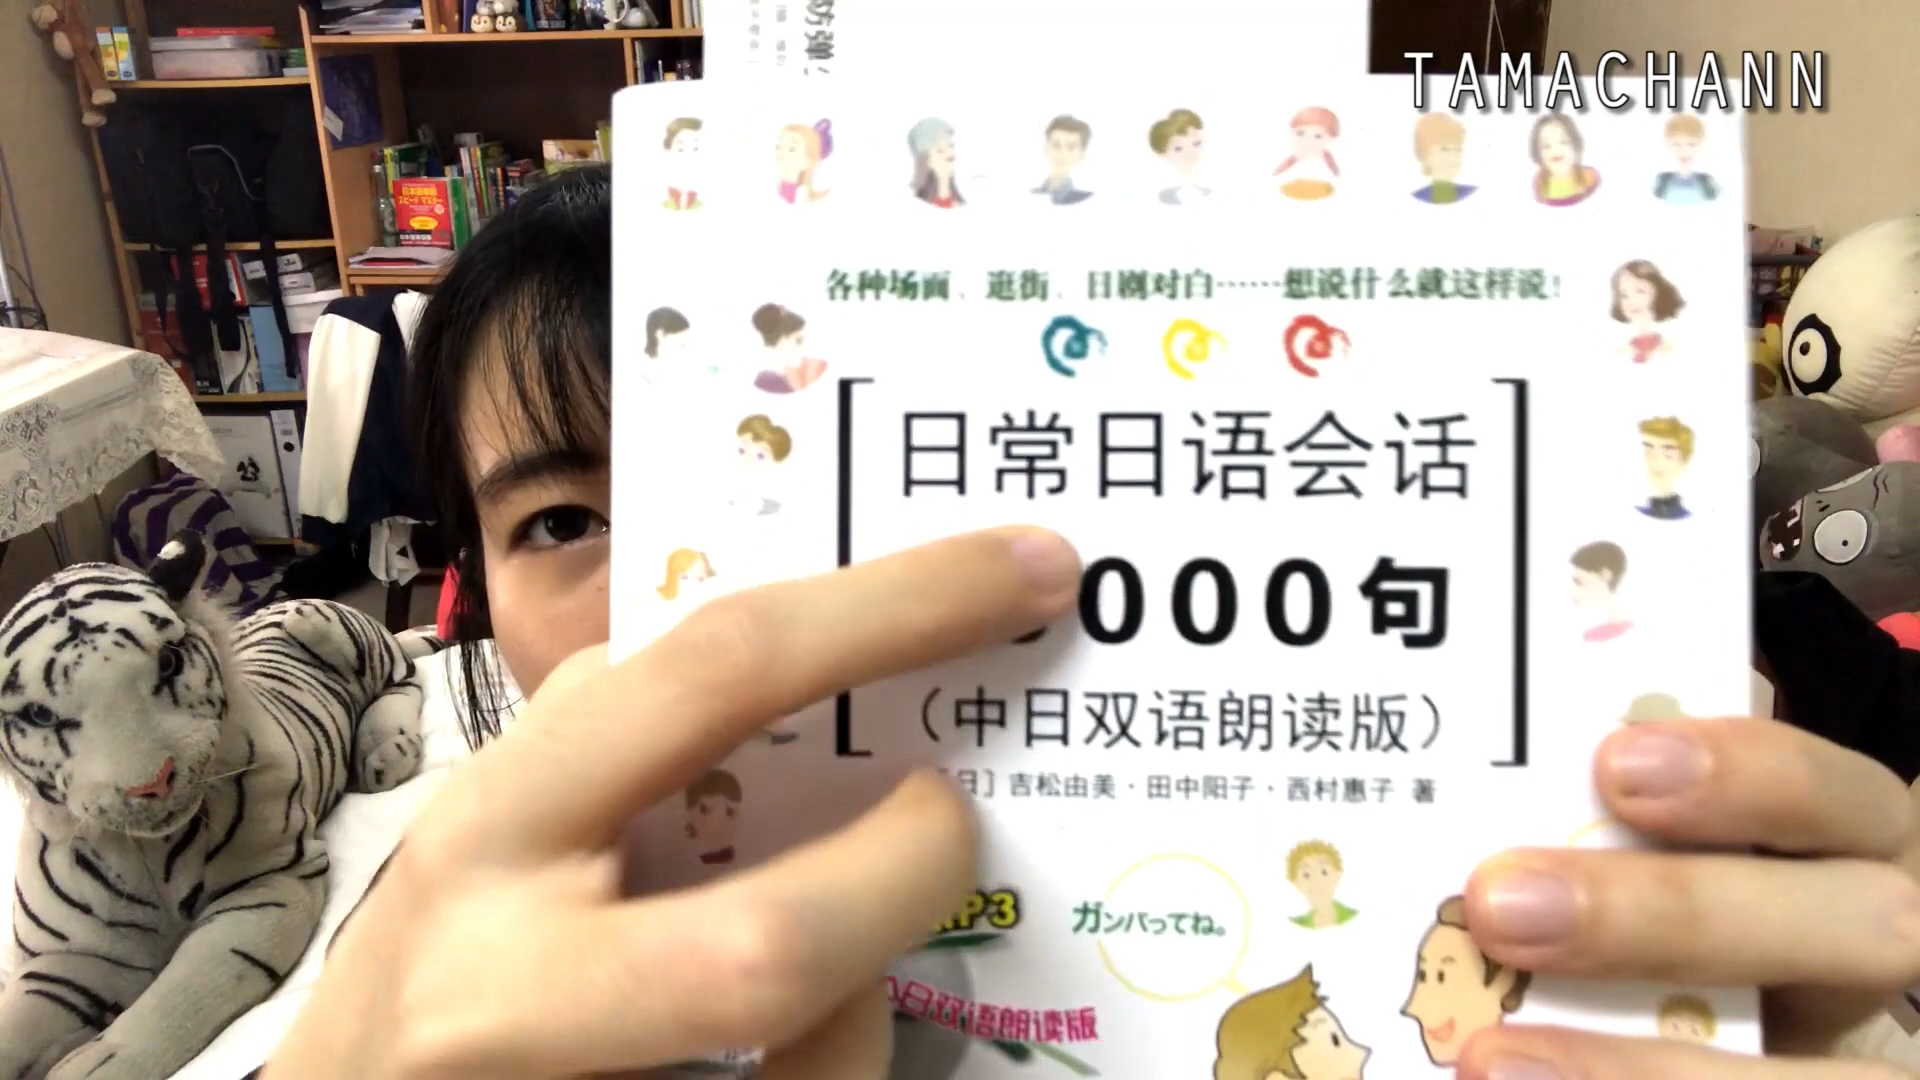 TAMACHANN
各种场面、逛街、日剧对白……想说什么就这样说!
日常日语会话
000句
(中日双语朗读版)
日]吉松由美·田中阳子·西村惠子 著
MP3
ガンバってね。
日双语朗读版